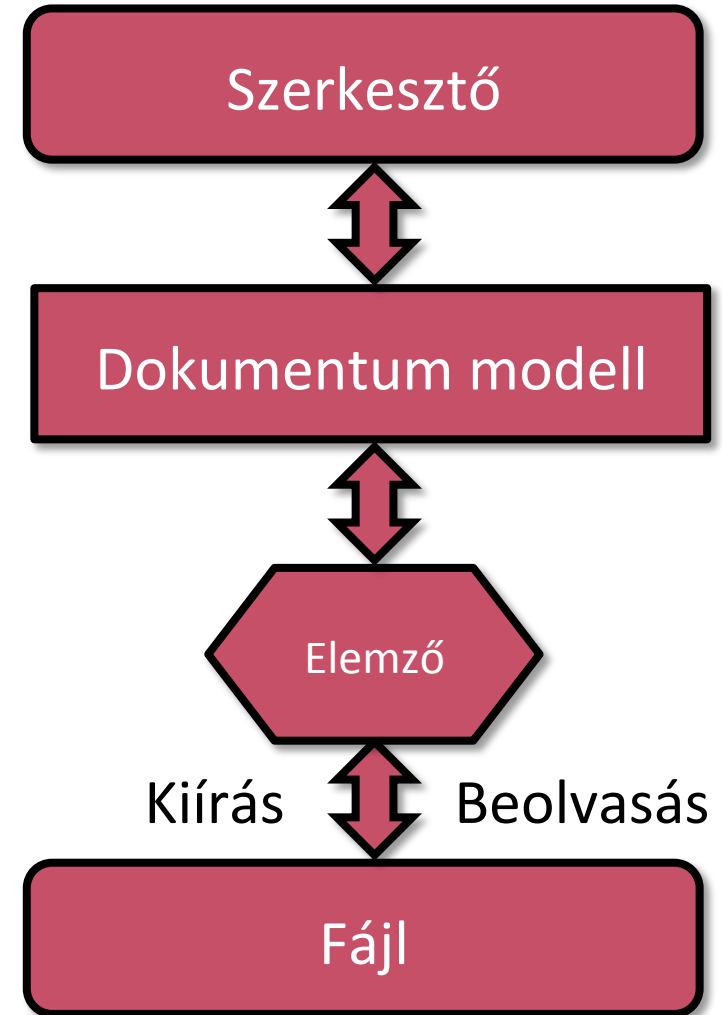 Szerkesztő
Dokumentum modell
Elemző
Kiírás
Beolvasás
Fájl